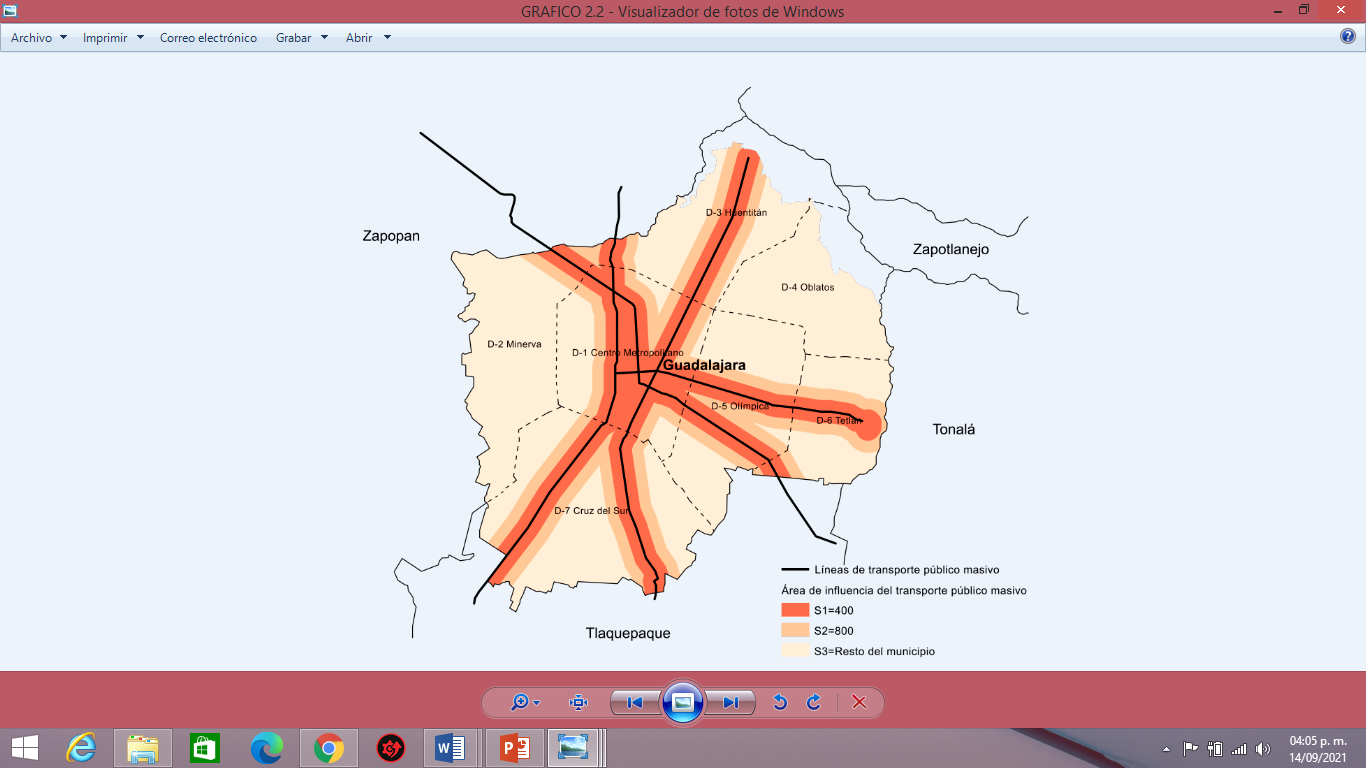 GRAFICO 2.2 - Visualizador de fotos de Windows
Archivo Imprimir Correo electrónico Grabar Abrir
Zapopan
D-3 Huentitán
Zapotlanejo
D-4 Oblatos
D-2 Minerva
D-1 Centro Metropolitano
Guadalajara
D-5 Olímpica
D-6 Tetlán
Tonalá
D-7 Cruz del Sur
Líneas de transporte público masivo
Área de influencia del transporte público masivo
S1=400
S2=800
S3=Resto del municipio
Tlaquepaque
04:05 p. m.
14/09/2021